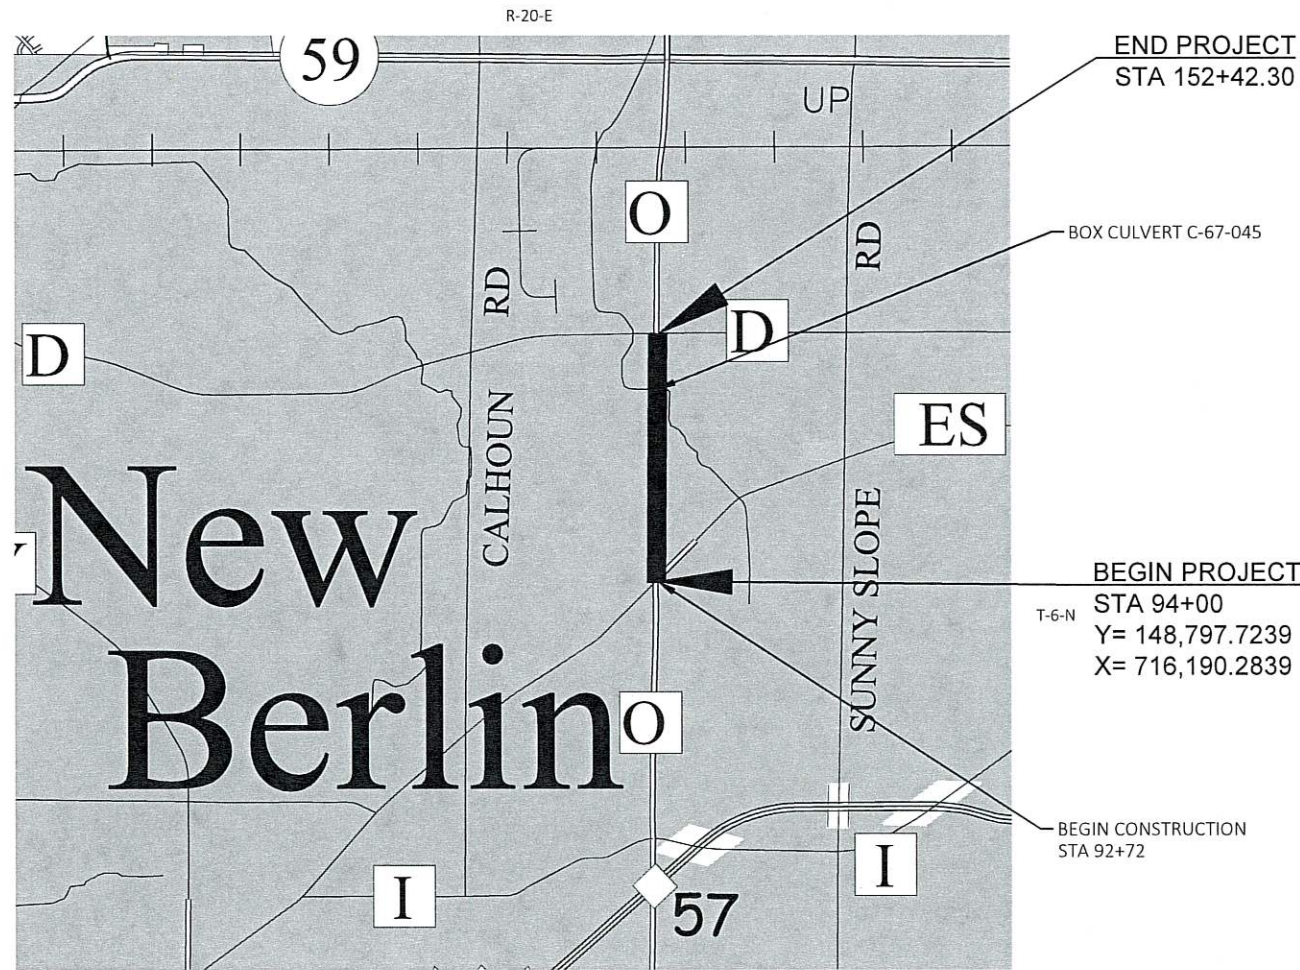 R-20-E
59
END PROJECT
STA 152+42.30
UP
O
BOX CULVERT C-67-045
RD
RD
D
D
CALHOUN
ES
New
SUNNY SLOPE
BEGIN PROJECT
T-6-N
STA 94+00
Y= 148,797.7239
X= 716,190.2839
Berlin
O
BEGIN CONSTRUCTION
STA 92+72
I
I
57